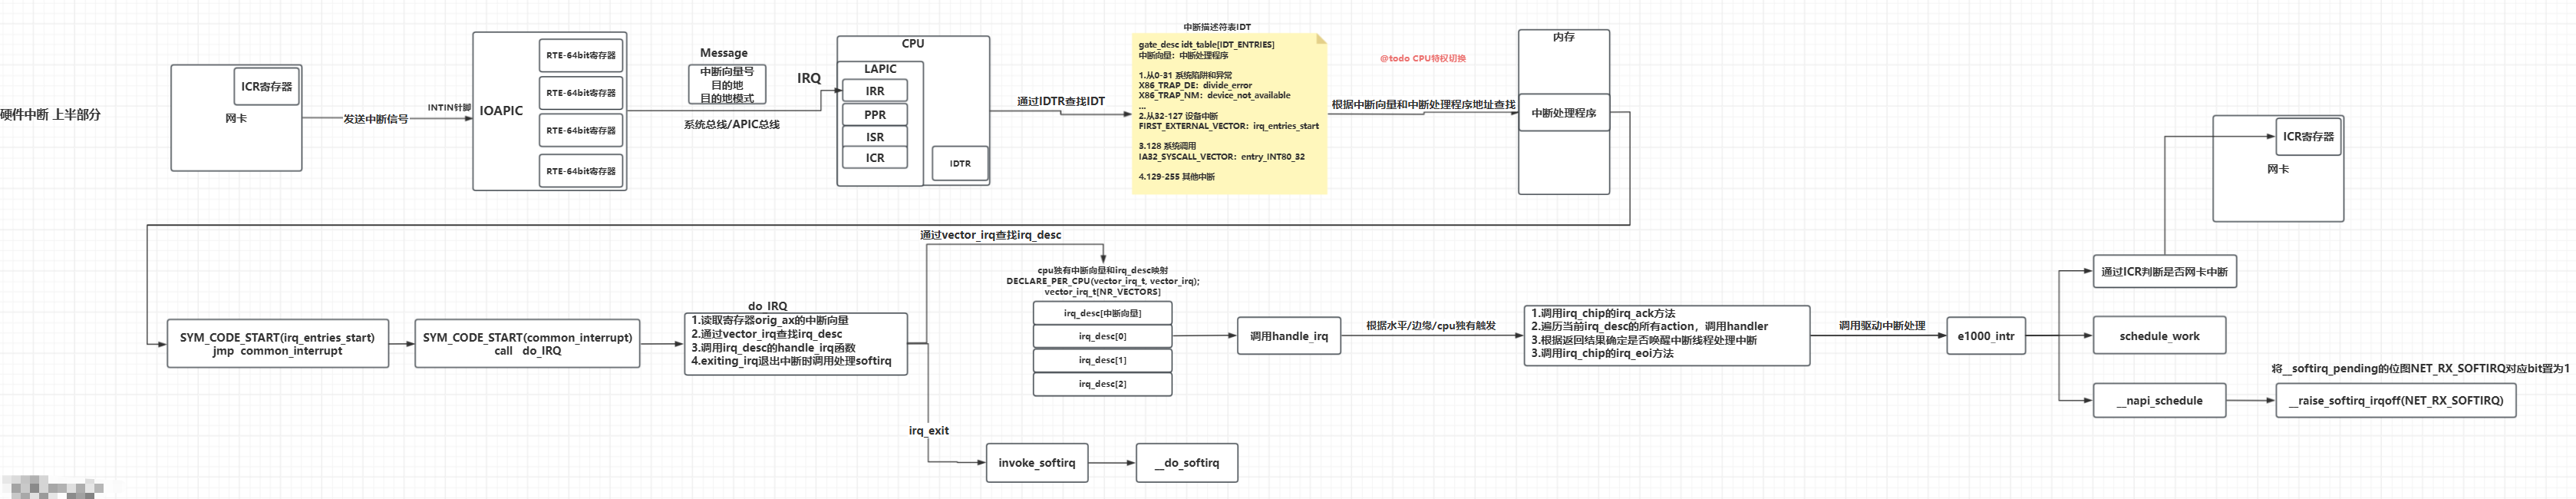 硬件中断 上半部分
ICR寄存器
网卡
发送中断信号
INTIN针脚
IOAPIC
RTE-64bit寄存器
RTE-64bit寄存器
RTE-64bit寄存器
RTE-64bit寄存器
Message
中断向量号
目的地
目的地模式
系统总线/APIC总线
IRQ
CPU
LAPIC
IRR
PPR
ISR
ICR
IDTR
通过IDTR查找IDT
中断描述符表IDT
gate_desc idt_table[IDT_ENTRIES]
中断向量：中断处理程序
1.从0-31 系统陷阱和异常
X86_TRAP_DE：divide_error
X86_TRAP_NM：device_not_available
...
2.从32-127 设备中断
FIRST_EXTERNAL_VECTOR：irq_entries_start
3.128 系统调用
IA32_SYSCALL_VECTOR：entry_INT80_32
4.129-255 其他中断
@todo CPU特权切换
根据中断向量和中断处理程序地址查找
内存
中断处理程序
ICR寄存器
网卡
SYM_CODE_START(irq_entries_start)
jmp common_interrupt
SYM_CODE_START(common_interrupt)
call do_IRQ
do_IRQ
1.读取寄存器orig_ax的中断向量
2.通过vector_irq查找irq_desc
3.调用irq_desc的handle_irq函数
4.exiting_irq退出中断时调用处理softirq
通过vector_irq查找irq_desc
cpu独有中断向量和irq_desc映射
DECLARE_PER_CPU(vector_irq_t, vector_irq);
vector_irq_t[NR_VECTORS]
irq_desc[中断向量]
irq_desc[0]
irq_desc[1]
irq_desc[2]
调用handle_irq
根据水平/边缘/cpu独有触发
1.调用irq_chip的irq_ack方法
2.遍历当前irq_desc的所有action，调用handler
3.根据返回结果确定是否唤醒中断线程处理中断
3.调用irq_chip的irq_eoi方法
调用驱动中断处理
e1000_intr
通过ICR判断是否网卡中断
schedule_work
__napi_schedule
将__softirq_pending的位图NET_RX_SOFTIRQ对应bit置为1
__raise_softirq_irqoff(NET_RX_SOFTIRQ)
irq_exit
invoke_softirq
__do_softirq